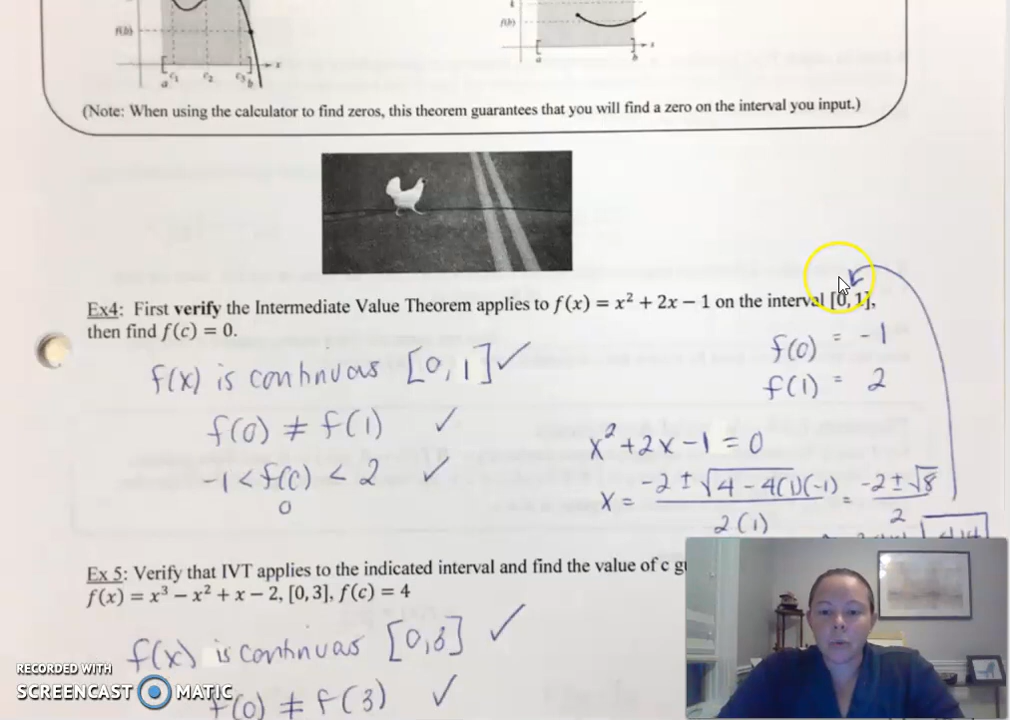 f(b)
f(b)
a c₁ c₂ c₃ b x
a b x
(Note: When using the calculator to find zeros, this theorem guarantees that you will find a zero on the interval you input.)
Ex4: First verify the Intermediate Value Theorem applies to f(x) = x² + 2x − 1 on the interval [0, 1],
then find f(c) = 0.
f(0) = -1
f(x) is continuous [0, 1] ✓
f(1) = 2
f(0) ≠ f(1) ✓
x² + 2x - 1 = 0
-1 < f(c) < 2 ✓
0
x = -2 ± √4 - 4(1)(-1) / 2(1) = -2 ± √8 / 2
Ex 5: Verify that IVT applies to the indicated interval and find the value of c
f(x) = x³ − x² + x − 2, [0, 3], f(c) = 4
f(x) is continuous [0,3] ✓
f(0) ≠ f(3) ✓
RECORDED WITH
SCREENCAST MATIC